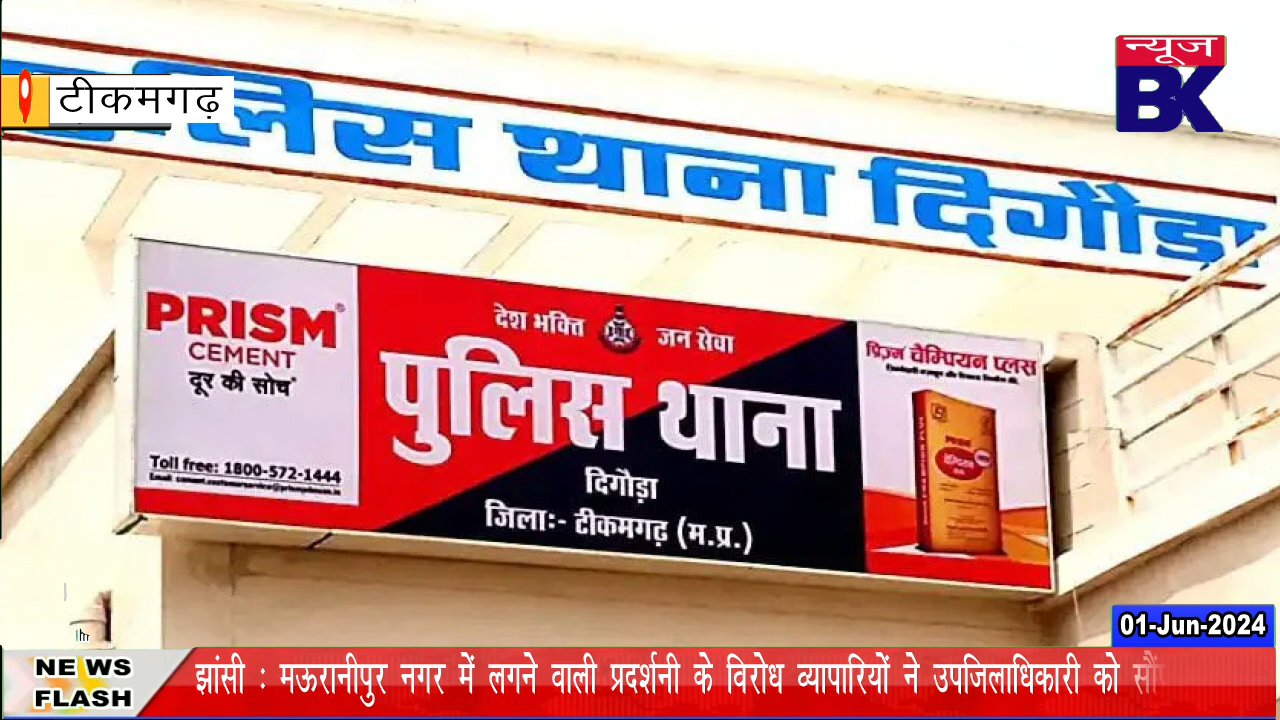 न्यूज
BK
टीकमगढ़
पुलिस थाना दिगौड़ा
PRISM®
CEMENT
दूर की सोच
Toll free: 1800-572-1444
देश भक्ति जन सेवा
पुलिस थाना
दिगौड़ा
जिलाः- टीकमगढ़ (म.प्र.)
प्रिज़्म चैम्पियन प्लस
PRISM
01-Jun-2024
NEWS
FLASH
झांसी : मऊरानीपुर नगर में लगने वाली प्रदर्शनी के विरोध व्यापारियों ने उपजिलाधिकारी को सौं